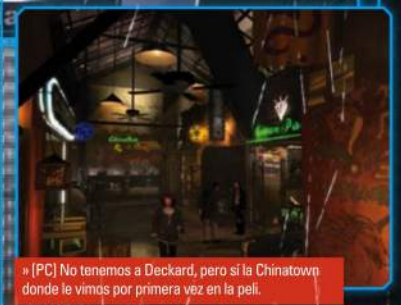 » [PC] No tenemos a Deckard, pero sí la Chinatown
donde le vimos por primera vez en la peli.